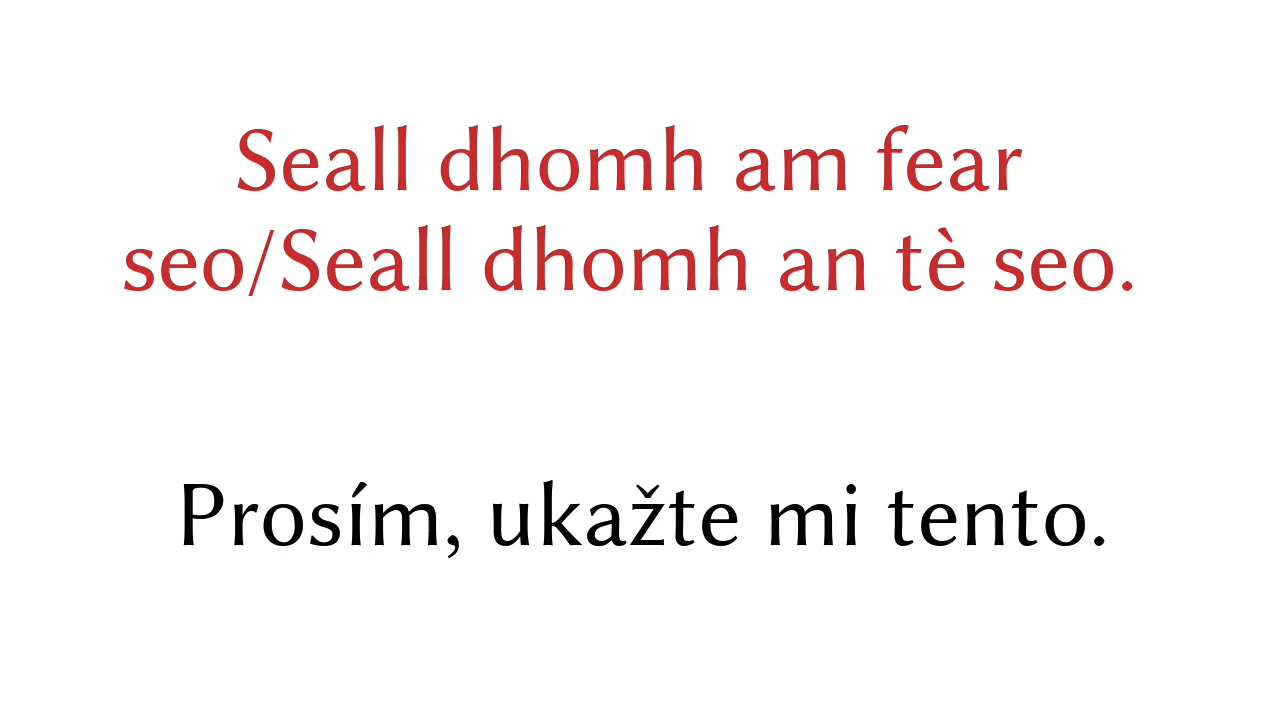 Seall dhomh am fear
seo/Seall dhomh an tè seo.
Prosím, ukažte mi tento.